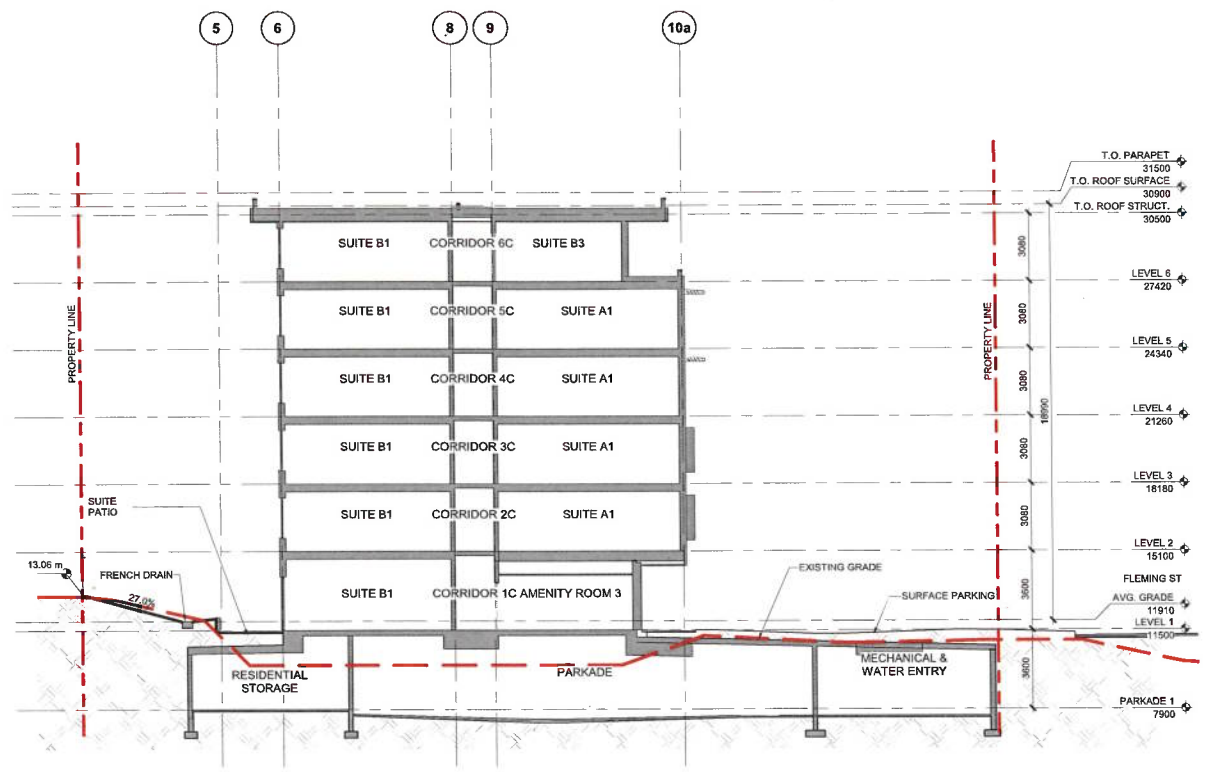 5
6
8
9
10a
T.O. PARAPET
31500
T.O. ROOF SURFACE
30900
T.O. ROOF STRUCT.
30500
SUITE B1
CORRIDOR 6C
SUITE B3
3080
LEVEL 6
27420
SUITE B1
CORRIDOR 5C
SUITE A1
3080
LEVEL 5
24340
PROPERTY LINE
PROPERTY LINE
SUITE B1
CORRIDOR 4C
SUITE A1
3080
18990
LEVEL 4
21260
SUITE B1
CORRIDOR 3C
SUITE A1
3080
LEVEL 3
18180
SUITE
PATIO
SUITE B1
CORRIDOR 2C
SUITE A1
3080
LEVEL 2
15100
13.06 m
FRENCH DRAIN
27.0%
SUITE B1
CORRIDOR 1C
AMENITY ROOM 3
EXISTING GRADE
SURFACE PARKING
3600
FLEMING ST
AVG. GRADE
11910
LEVEL 1
11500
RESIDENTIAL
STORAGE
PARKADE
MECHANICAL &
WATER ENTRY
3600
PARKADE 1
7900